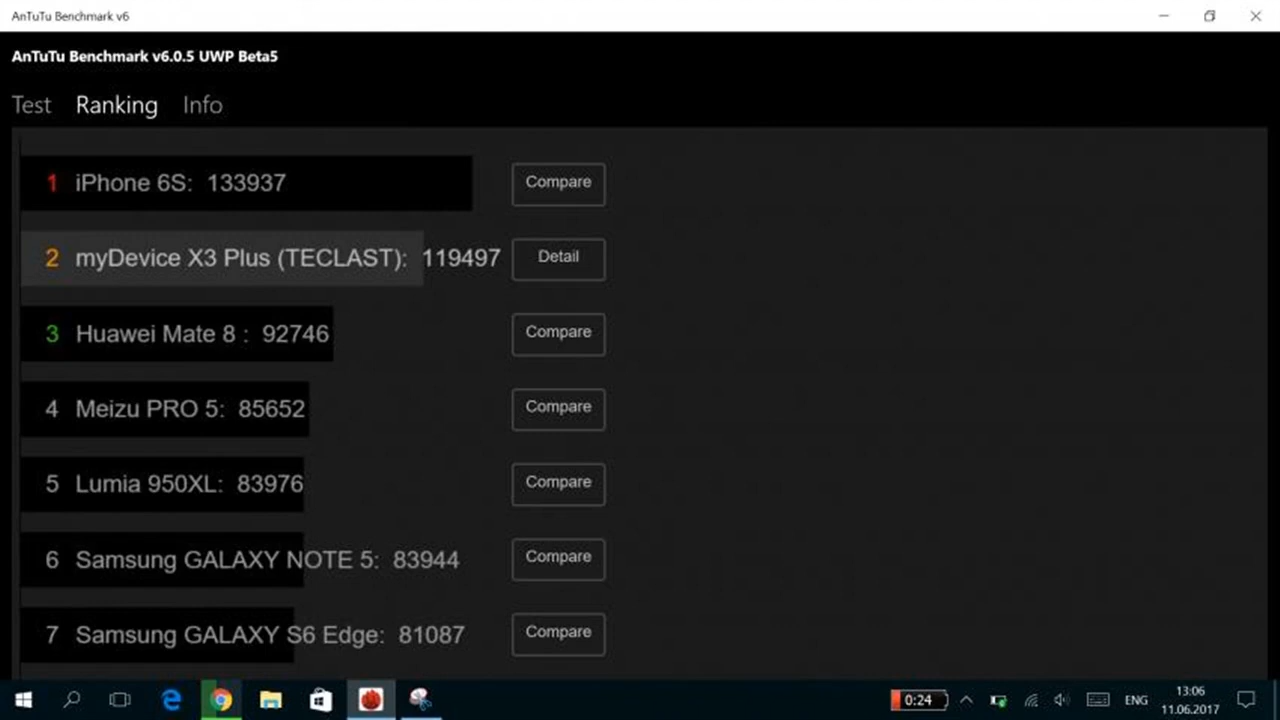 AnTuTu Benchmark v6
AnTuTu Benchmark v6.0.5 UWP Beta5
Test Ranking Info
1 iPhone 6S: 133937 Compare
2 myDevice X3 Plus (TECLAST): 119497 Detail
3 Huawei Mate 8 : 92746 Compare
4 Meizu PRO 5: 85652 Compare
5 Lumia 950XL: 83976 Compare
6 Samsung GALAXY NOTE 5: 83944 Compare
7 Samsung GALAXY S6 Edge: 81087 Compare
0:24 ENG 13:06
11.06.2017